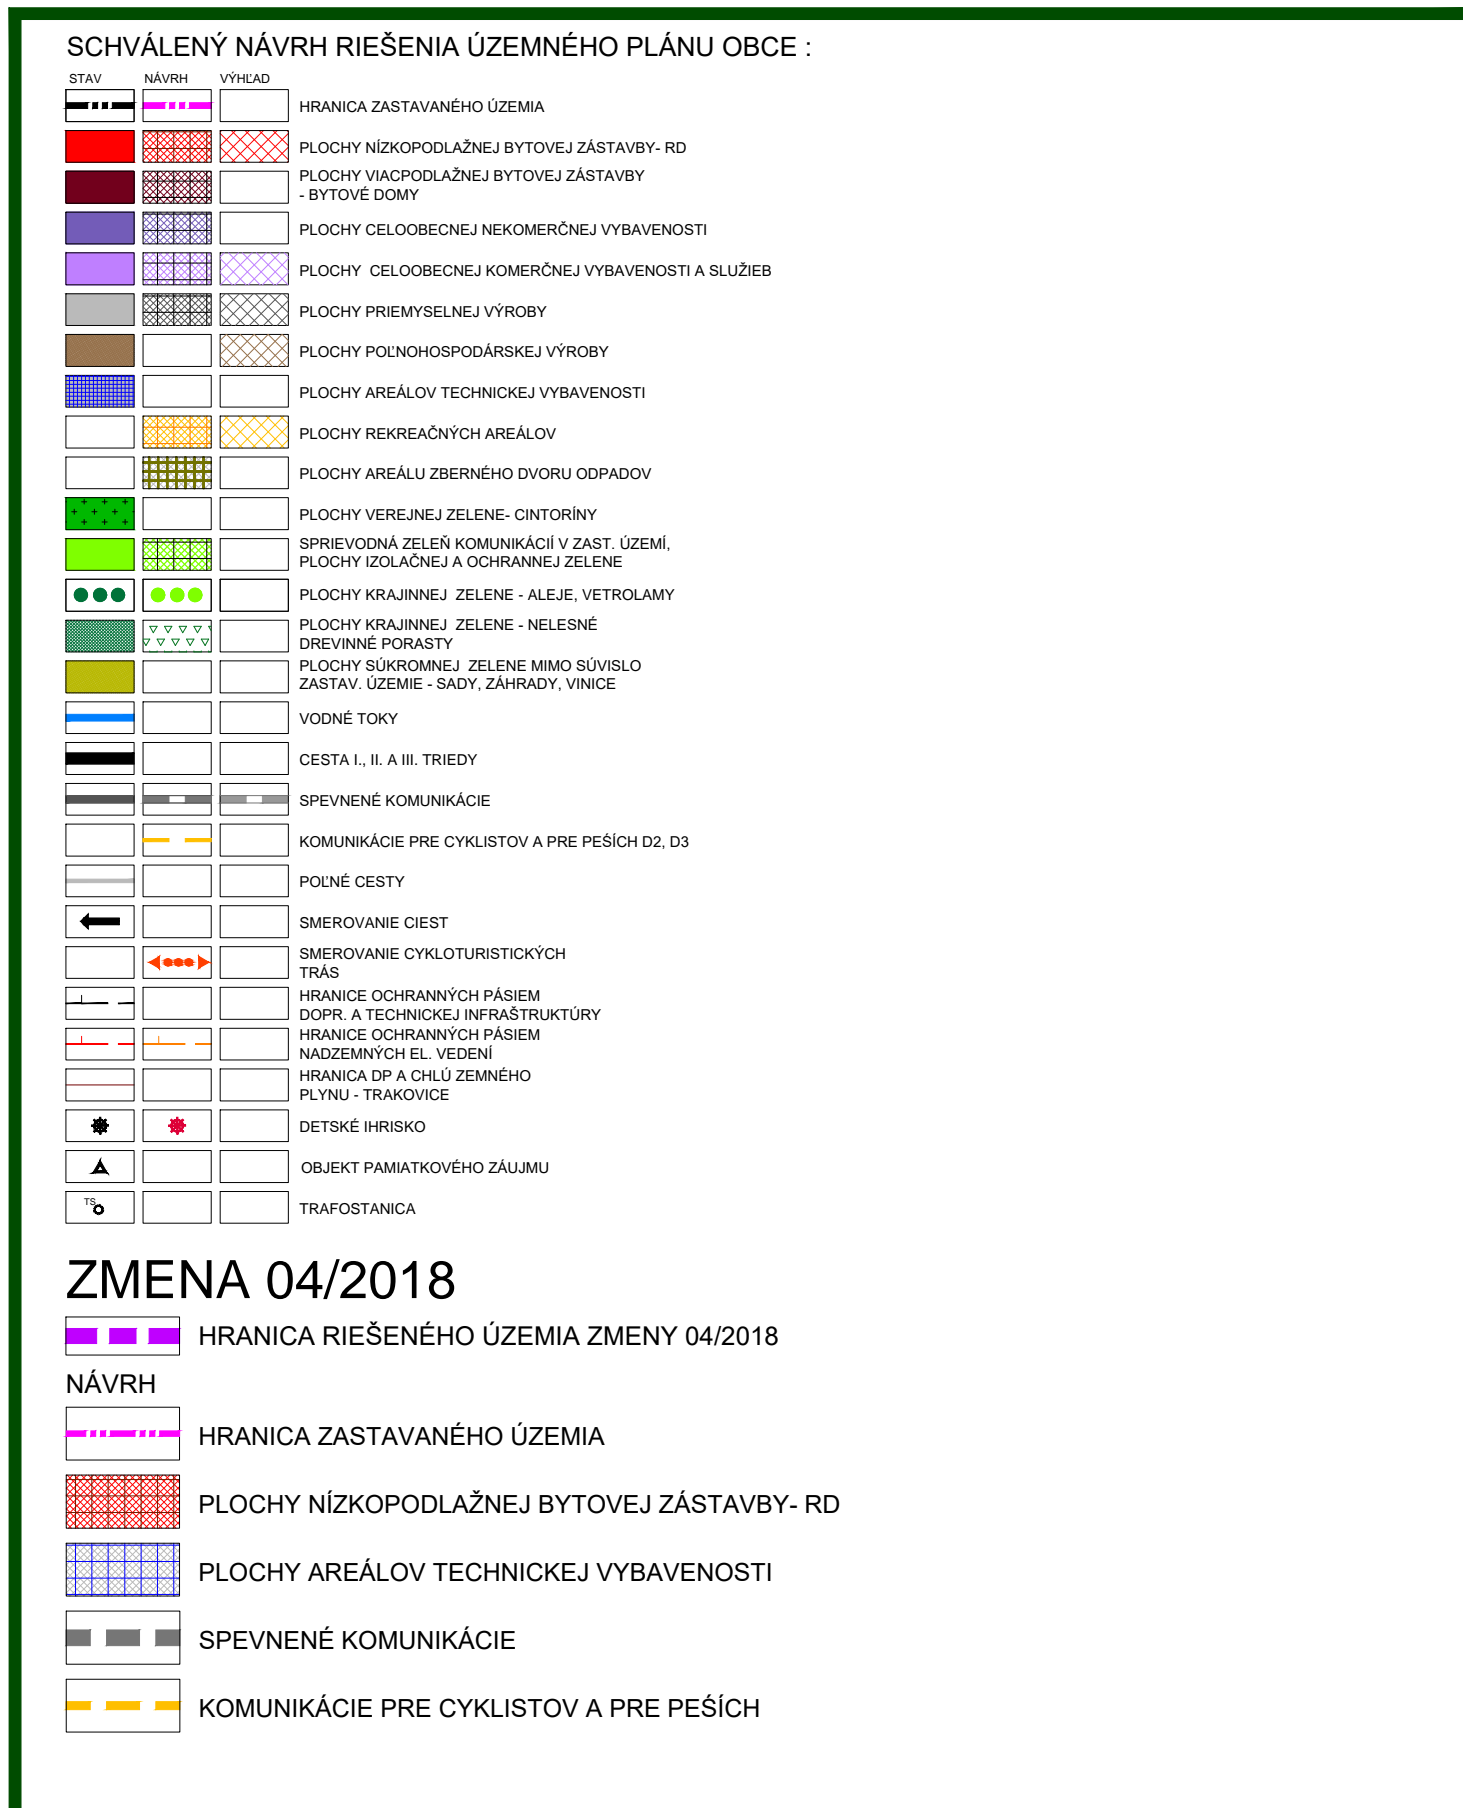 SCHVÁLENÝ NÁVRH RIEŠENIA ÚZEMNÉHO PLÁNU OBCE :
STAV NÁVRH VÝHĽAD
HRANICA ZASTAVANÉHO ÚZEMIA
PLOCHY NÍZKOPODLAŽNEJ BYTOVEJ ZÁSTAVBY- RD
PLOCHY VIACPODLAŽNEJ BYTOVEJ ZÁSTAVBY
- BYTOVÉ DOMY
PLOCHY CELOOBECNEJ NEKOMERČNEJ VYBAVENOSTI
PLOCHY CELOOBECNEJ KOMERČNEJ VYBAVENOSTI A SLUŽIEB
PLOCHY PRIEMYSELNEJ VÝROBY
PLOCHY POĽNOHOSPODÁRSKEJ VÝROBY
PLOCHY AREÁLOV TECHNICKEJ VYBAVENOSTI
PLOCHY REKREAČNÝCH AREÁLOV
PLOCHY AREÁLU ZBERNÉHO DVORU ODPADOV
PLOCHY VEREJNEJ ZELENE- CINTORÍNY
SPRIEVODNÁ ZELEŇ KOMUNIKÁCIÍ V ZAST. ÚZEMÍ,
PLOCHY IZOLAČNEJ A OCHRANNEJ ZELENE
PLOCHY KRAJINNEJ ZELENE - ALEJE, VETROLAMY
PLOCHY KRAJINNEJ ZELENE - NELESNÉ
DREVINNÉ PORASTY
PLOCHY SÚKROMNEJ ZELENE MIMO SÚVISLO
ZASTAV. ÚZEMIE - SADY, ZÁHRADY, VINICE
VODNÉ TOKY
CESTA I., II. A III. TRIEDY
SPEVNENÉ KOMUNIKÁCIE
KOMUNIKÁCIE PRE CYKLISTOV A PRE PEŚÍCH D2, D3
POĽNÉ CESTY
SMEROVANIE CIEST
SMEROVANIE CYKLOTURISTICKÝCH
TRÁS
HRANICE OCHRANNÝCH PÁSIEM
DOPR. A TECHNICKEJ INFRAŠTRUKTÚRY
HRANICE OCHRANNÝCH PÁSIEM
NADZEMNÝCH EL. VEDENÍ
HRANICA DP A CHLÚ ZEMNÉHO
PLYNU - TRAKOVICE
DETSKÉ IHRISKO
OBJEKT PAMIATKOVÉHO ZÁUJMU
TS TRAFOSTANICA
ZMENA 04/2018
HRANICA RIEŠENÉHO ÚZEMIA ZMENY 04/2018
NÁVRH
HRANICA ZASTAVANÉHO ÚZEMIA
PLOCHY NÍZKOPODLAŽNEJ BYTOVEJ ZÁSTAVBY- RD
PLOCHY AREÁLOV TECHNICKEJ VYBAVENOSTI
SPEVNENÉ KOMUNIKÁCIE
KOMUNIKÁCIE PRE CYKLISTOV A PRE PEŚÍCH